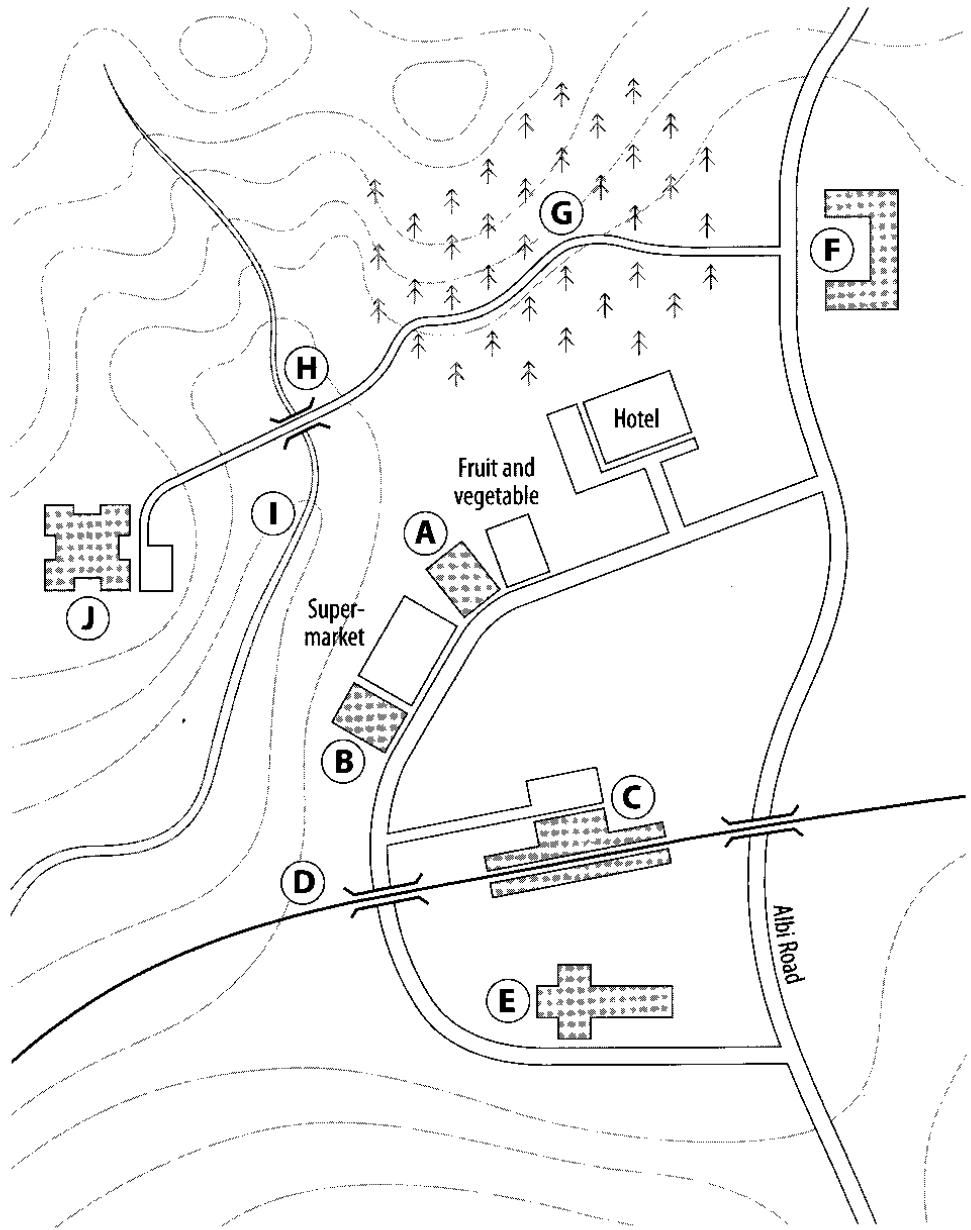 G
F
H
Hotel
Fruit and
vegetable
I
A
J
Super-
market
B
C
D
Albi Road
E